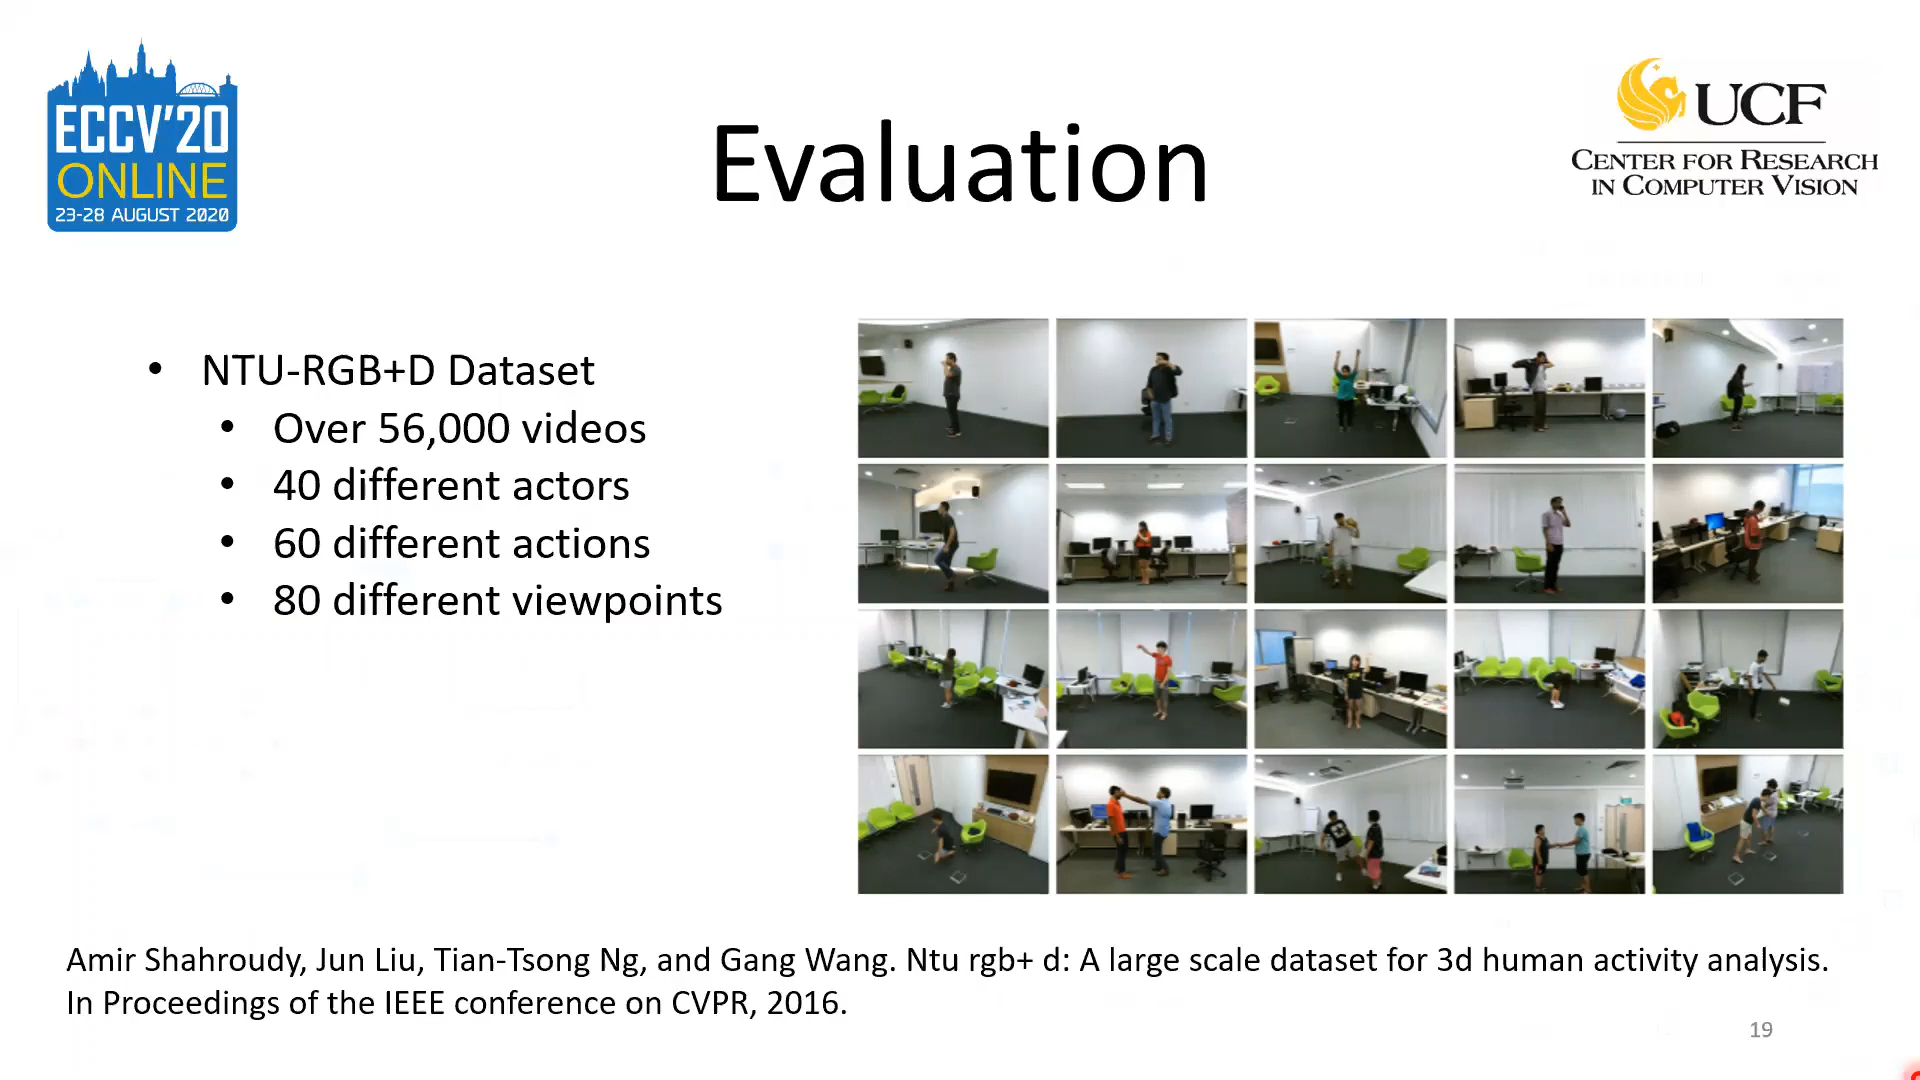 ECCV'20
ONLINE
23-28 AUGUST 2020
UCF
CENTER FOR RESEARCH
IN COMPUTER VISION
Evaluation
• NTU-RGB+D Dataset
• Over 56,000 videos
• 40 different actors
• 60 different actions
• 80 different viewpoints
Amir Shahroudy, Jun Liu, Tian-Tsong Ng, and Gang Wang. Ntu rgb+ d: A large scale dataset for 3d human activity analysis.
In Proceedings of the IEEE conference on CVPR, 2016.
19